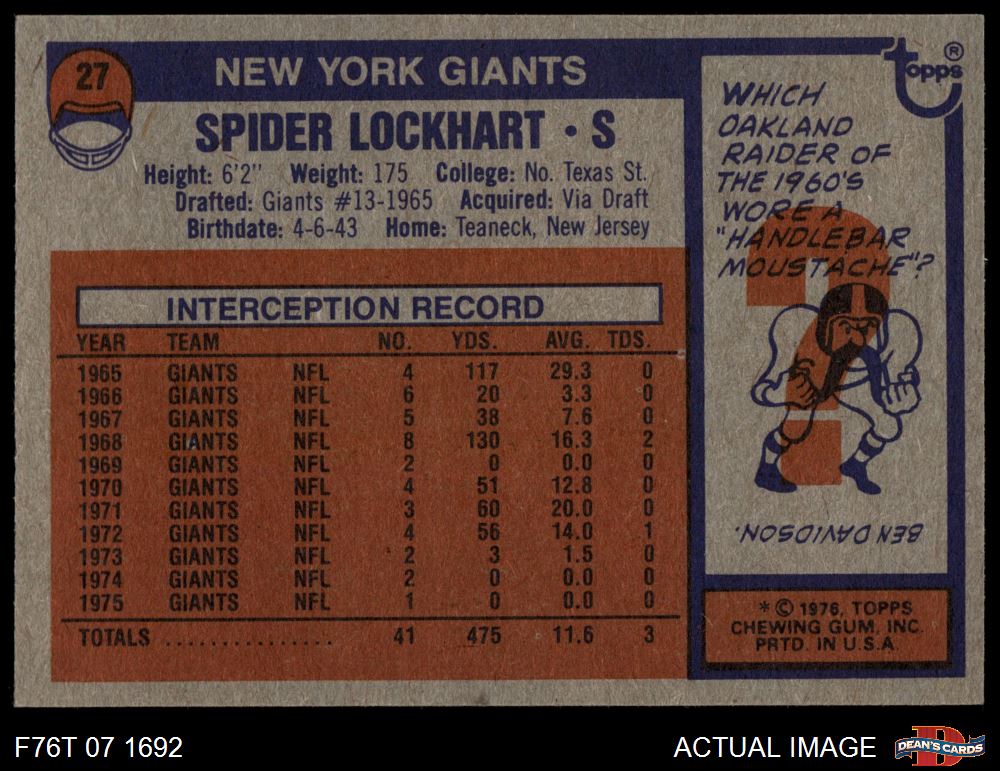 27
NEW YORK GIANTS
SPIDER LOCKHART • S
Height: 6'2" Weight: 175 College: No. Texas St.
Drafted: Giants #13-1965 Acquired: Via Draft
Birthdate: 4-6-43 Home: Teaneck, New Jersey
INTERCEPTION RECORD
YEAR TEAM NO. YDS. AVG. TDS.
1965 GIANTS NFL 4 117 29.3 0
1966 GIANTS NFL 6 20 3.3 0
1967 GIANTS NFL 5 38 7.6 0
1968 GIANTS NFL 8 130 16.3 2
1969 GIANTS NFL 2 0 0.0 0
1970 GIANTS NFL 4 51 12.8 0
1971 GIANTS NFL 3 60 20.0 0
1972 GIANTS NFL 4 56 14.0 1
1973 GIANTS NFL 2 3 1.5 0
1974 GIANTS NFL 2 0 0.0 0
1975 GIANTS NFL 1 0 0.0 0
TOTALS ................ 41 475 11.6 3
topps®
WHICH
OAKLAND
RAIDER OF
THE 1960'S
WORE A
"HANDLEBAR
MOUSTACHE"?
?
BEN DAVIDSON.
* © 1976, TOPPS
CHEWING GUM, INC.
PRTD. IN U.S.A.
F76T 07 1692
ACTUAL IMAGE
D
DEAN'S CARDS